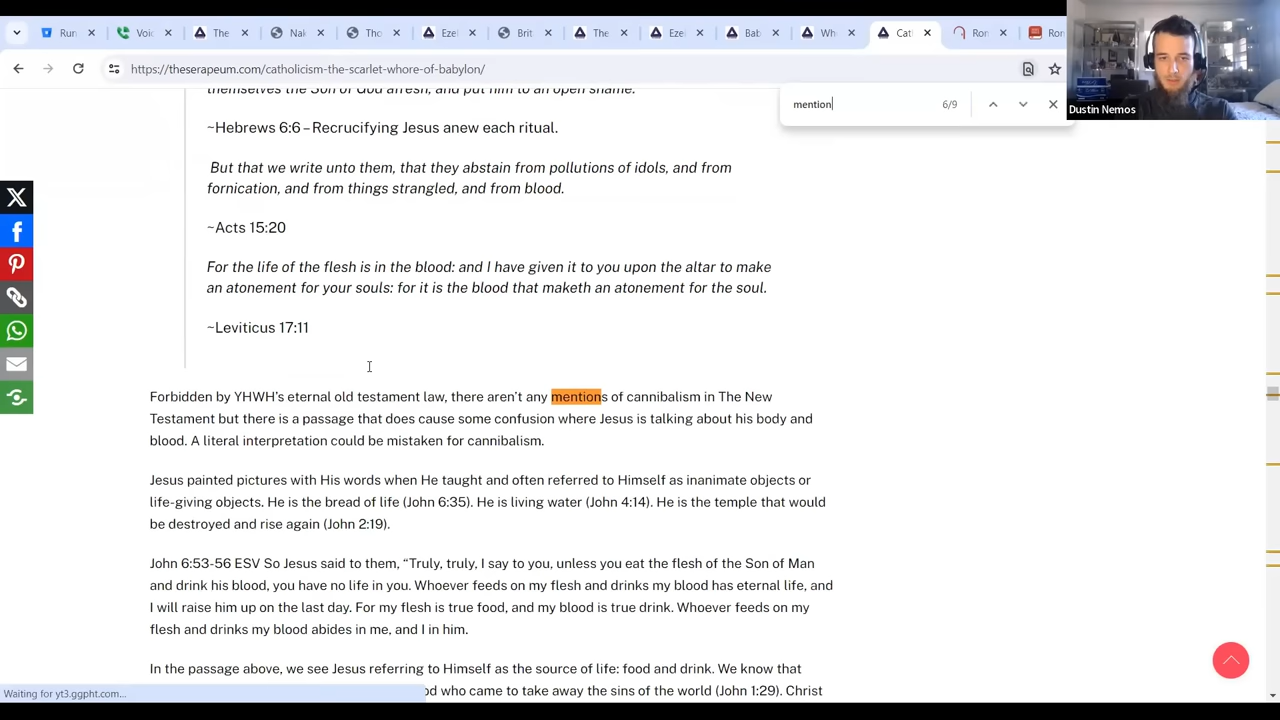 Run
Voic
The
Nal
Tho
Ezel
Brit
The
Eze
Bab
Wh
Catl
Ron
Ron
https://theserapeum.com/catholicism-the-scarlet-whore-of-babylon/
mention
6/9
Dustin Nemos
themselves the Son of God afresh, and put him to an open shame.
~Hebrews 6:6 – Recrucifying Jesus anew each ritual.
But that we write unto them, that they abstain from pollutions of idols, and from
fornication, and from things strangled, and from blood.
~Acts 15:20
For the life of the flesh is in the blood: and I have given it to you upon the altar to make
an atonement for your souls: for it is the blood that maketh an atonement for the soul.
~Leviticus 17:11
Forbidden by YHWH's eternal old testament law, there aren't any mentions of cannibalism in The New
Testament but there is a passage that does cause some confusion where Jesus is talking about his body and
blood. A literal interpretation could be mistaken for cannibalism.
Jesus painted pictures with His words when He taught and often referred to Himself as inanimate objects or
life-giving objects. He is the bread of life (John 6:35). He is living water (John 4:14). He is the temple that would
be destroyed and rise again (John 2:19).
John 6:53-56 ESV So Jesus said to them, “Truly, truly, I say to you, unless you eat the flesh of the Son of Man
and drink his blood, you have no life in you. Whoever feeds on my flesh and drinks my blood has eternal life, and
I will raise him up on the last day. For my flesh is true food, and my blood is true drink. Whoever feeds on my
flesh and drinks my blood abides in me, and I in him.
In the passage above, we see Jesus referring to Himself as the source of life: food and drink. We know that
Waiting for yt3.ggpht.com...
od who came to take away the sins of the world (John 1:29). Christ